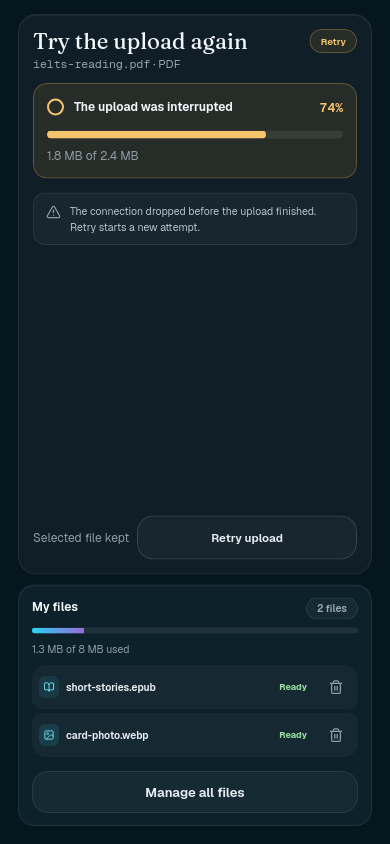 Try the upload again
Retry
ielts-reading.pdf · PDF
The upload was interrupted
74%
1.8 MB of 2.4 MB
The connection dropped before the upload finished.
Retry starts a new attempt.
Selected file kept
Retry upload
My files
2 files
1.3 MB of 8 MB used
short-stories.epub
Ready
card-photo.webp
Ready
Manage all files